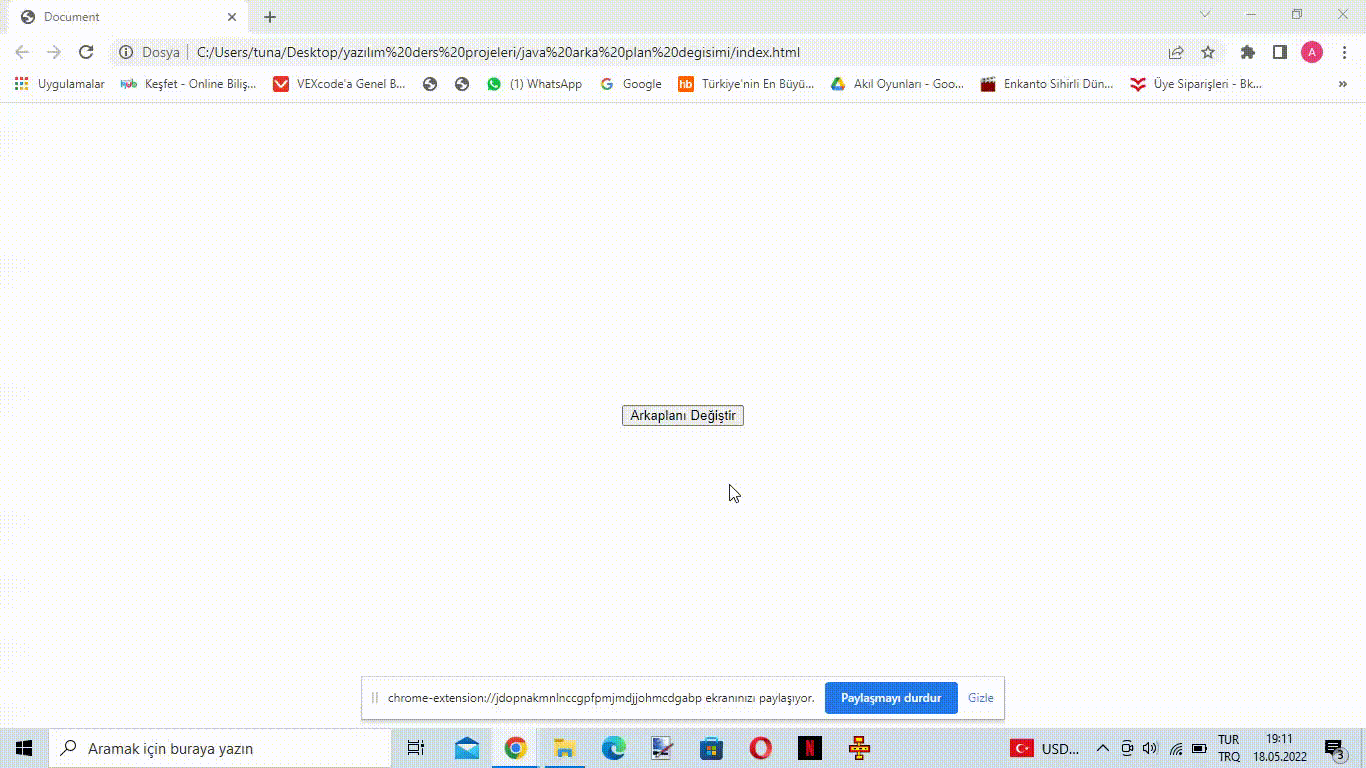 Document
Dosya
C:/Users/tuna/Desktop/yazılım%20ders%20projeleri/java%20arka%20plan%20degisimi/index.html
A
Uygulamalar
Keşfet - Online Biliş...
VEXcode'a Genel B...
(1) WhatsApp
Google
hb
Türkiye'nin En Büyü...
Akıl Oyunları - Goo...
Enkanto Sihirli Dün...
Üye Siparişleri - Bk...
»
Arkaplanı Değiştir
chrome-extension://jdopnakmnlnccgpfpmjmdjjohmcdgabp ekranınızı paylaşıyor.
Paylaşmayı durdur
Gizle
Aramak için buraya yazın
N
USD...
TUR
TRQ
19:11
18.05.2022
3